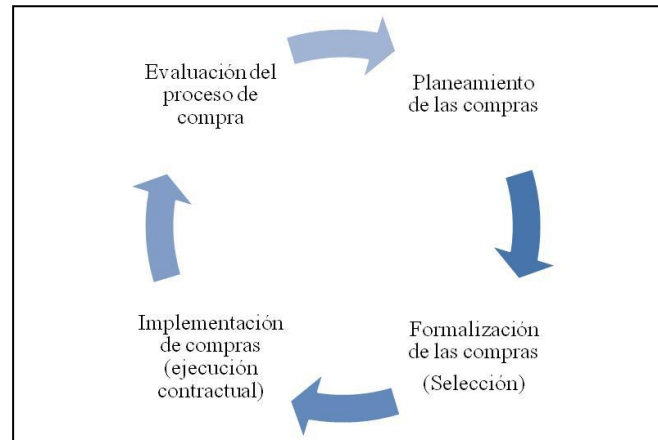 Evaluación del
proceso de
compra
Planeamiento
de las compras
Formalización
de las compras
(Selección)
Implementación
de compras
(ejecución
contractual)